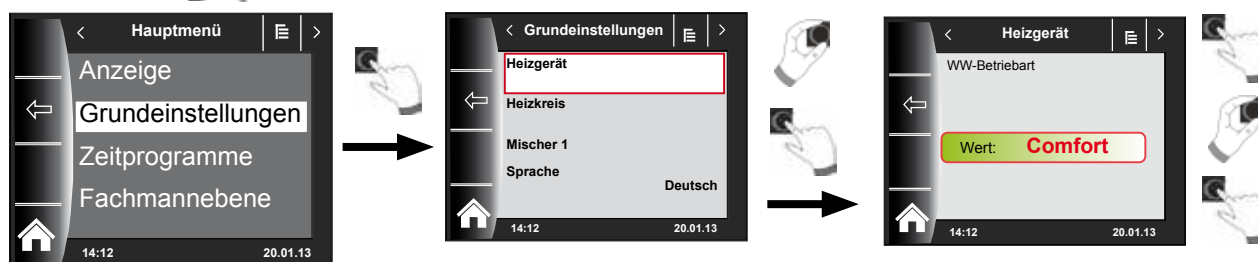 Hauptmenü
Anzeige
Grundeinstellungen
Zeitprogramme
Fachmannebene
14:12 20.01.13
Grundeinstellungen
Heizgerät
Heizkreis
Mischer 1
Sprache
Deutsch
14:12 20.01.13
Heizgerät
WW-Betriebart
Wert: Comfort
14:12 20.01.13